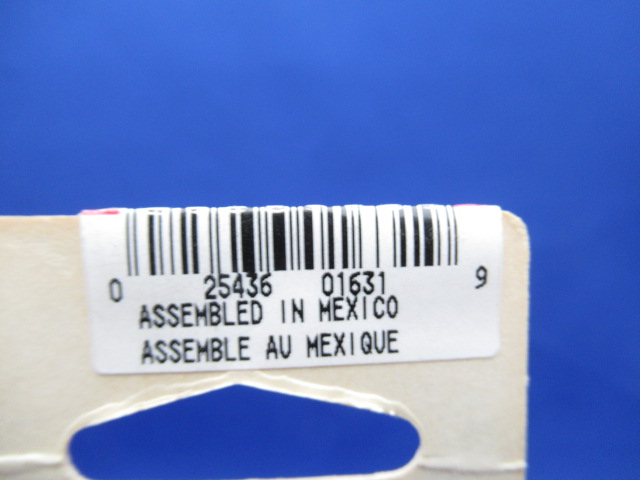 0 25436 01631 9
ASSEMBLED IN MEXICO
ASSEMBLE AU MEXIQUE